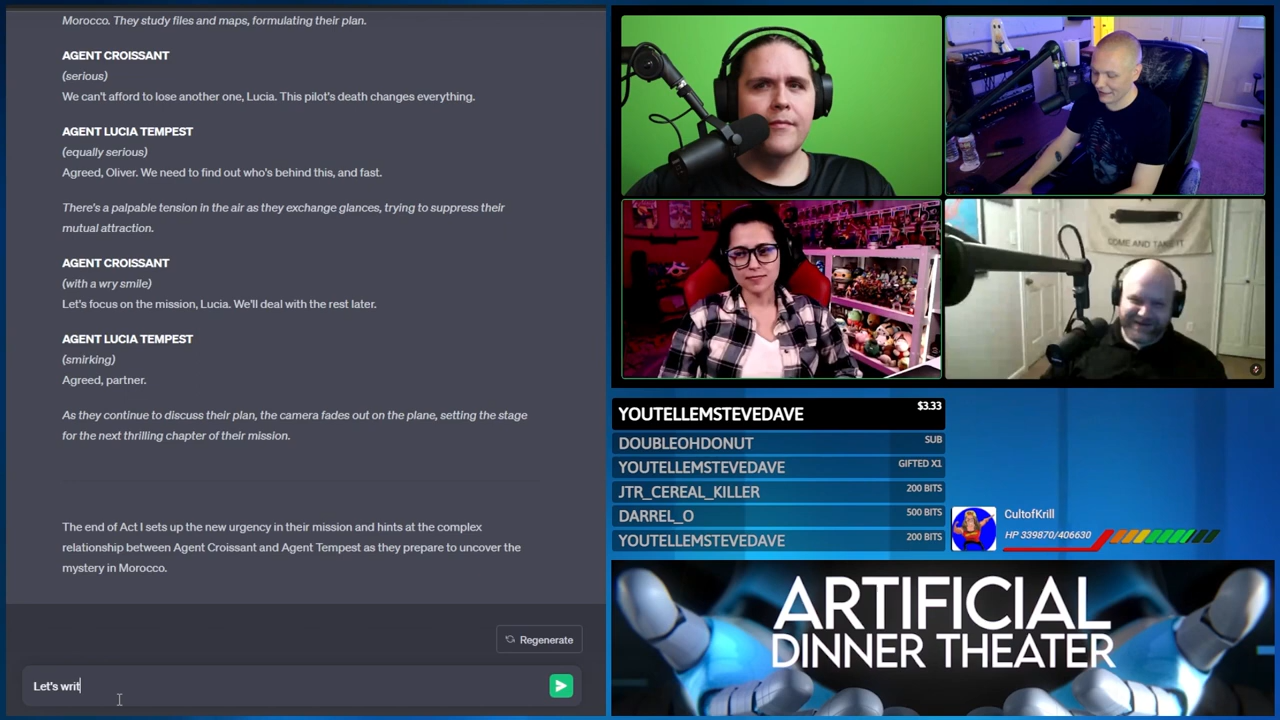 Morocco. They study files and maps, formulating their plan.
AGENT CROISSANT
(serious)
We can't afford to lose another one, Lucia. This pilot's death changes everything.
AGENT LUCIA TEMPEST
(equally serious)
Agreed, Oliver. We need to find out who's behind this, and fast.
There's a palpable tension in the air as they exchange glances, trying to suppress their
mutual attraction.
AGENT CROISSANT
(with a wry smile)
Let's focus on the mission, Lucia. We'll deal with the rest later.
AGENT LUCIA TEMPEST
(smirking)
Agreed, partner.
As they continue to discuss their plan, the camera fades out on the plane, setting the stage
for the next thrilling chapter of their mission.
The end of Act I sets up the new urgency in their mission and hints at the complex
relationship between Agent Croissant and Agent Tempest as they prepare to uncover the
mystery in Morocco.
Regenerate
Let's writ
COME AND TAKE IT
YOUTELLEMSTEVEDAVE $3.33
DOUBLEOHDONUT SUB
YOUTELLEMSTEVEDAVE GIFTED X1
JTR_CEREAL_KILLER 200 BITS
DARREL_O 500 BITS
YOUTELLEMSTEVEDAVE 200 BITS
CultofKrill
HP 339870/406630
ARTIFICIAL
DINNER THEATER